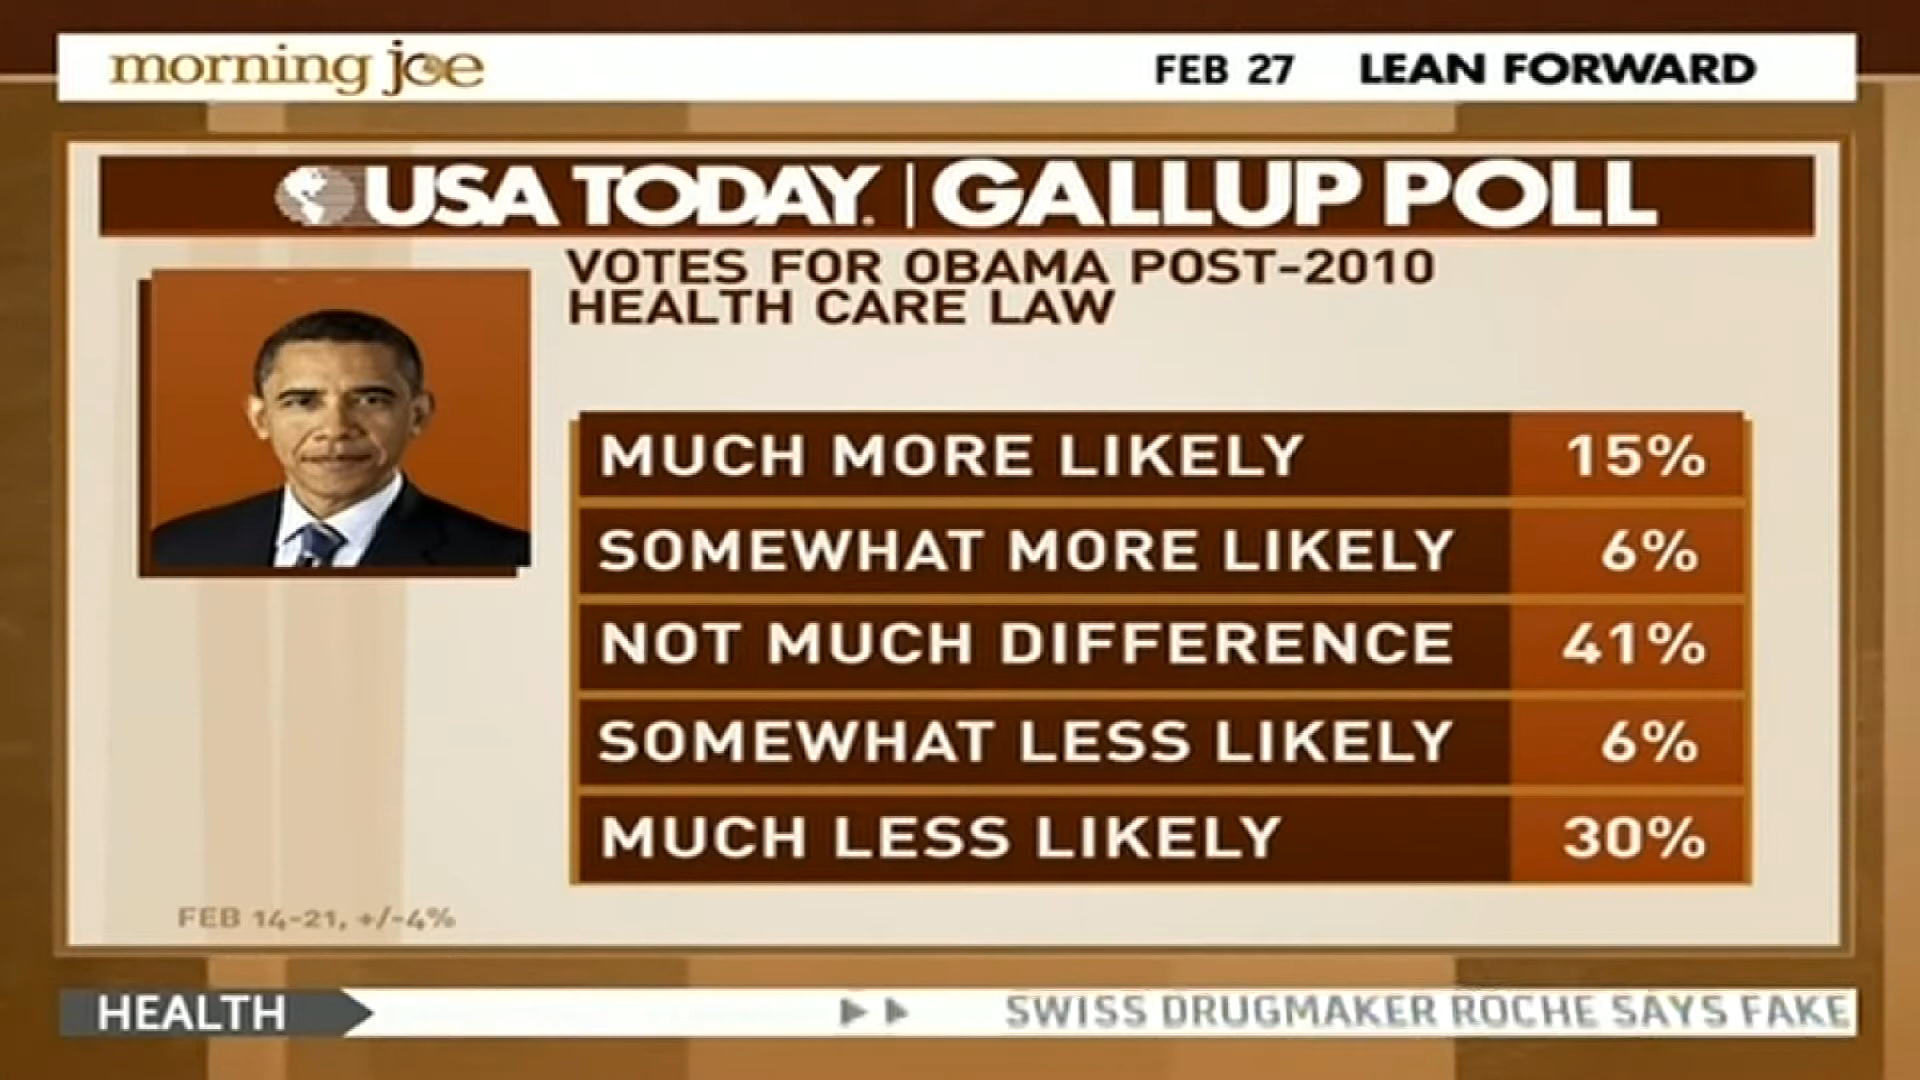 morning joe
FEB 27 LEAN FORWARD
USA TODAY. | GALLUP POLL
VOTES FOR OBAMA POST-2010
HEALTH CARE LAW
MUCH MORE LIKELY 15%
SOMEWHAT MORE LIKELY 6%
NOT MUCH DIFFERENCE 41%
SOMEWHAT LESS LIKELY 6%
MUCH LESS LIKELY 30%
FEB 14-21, +/-4%
HEALTH SWISS DRUGMAKER ROCHE SAYS FAKE